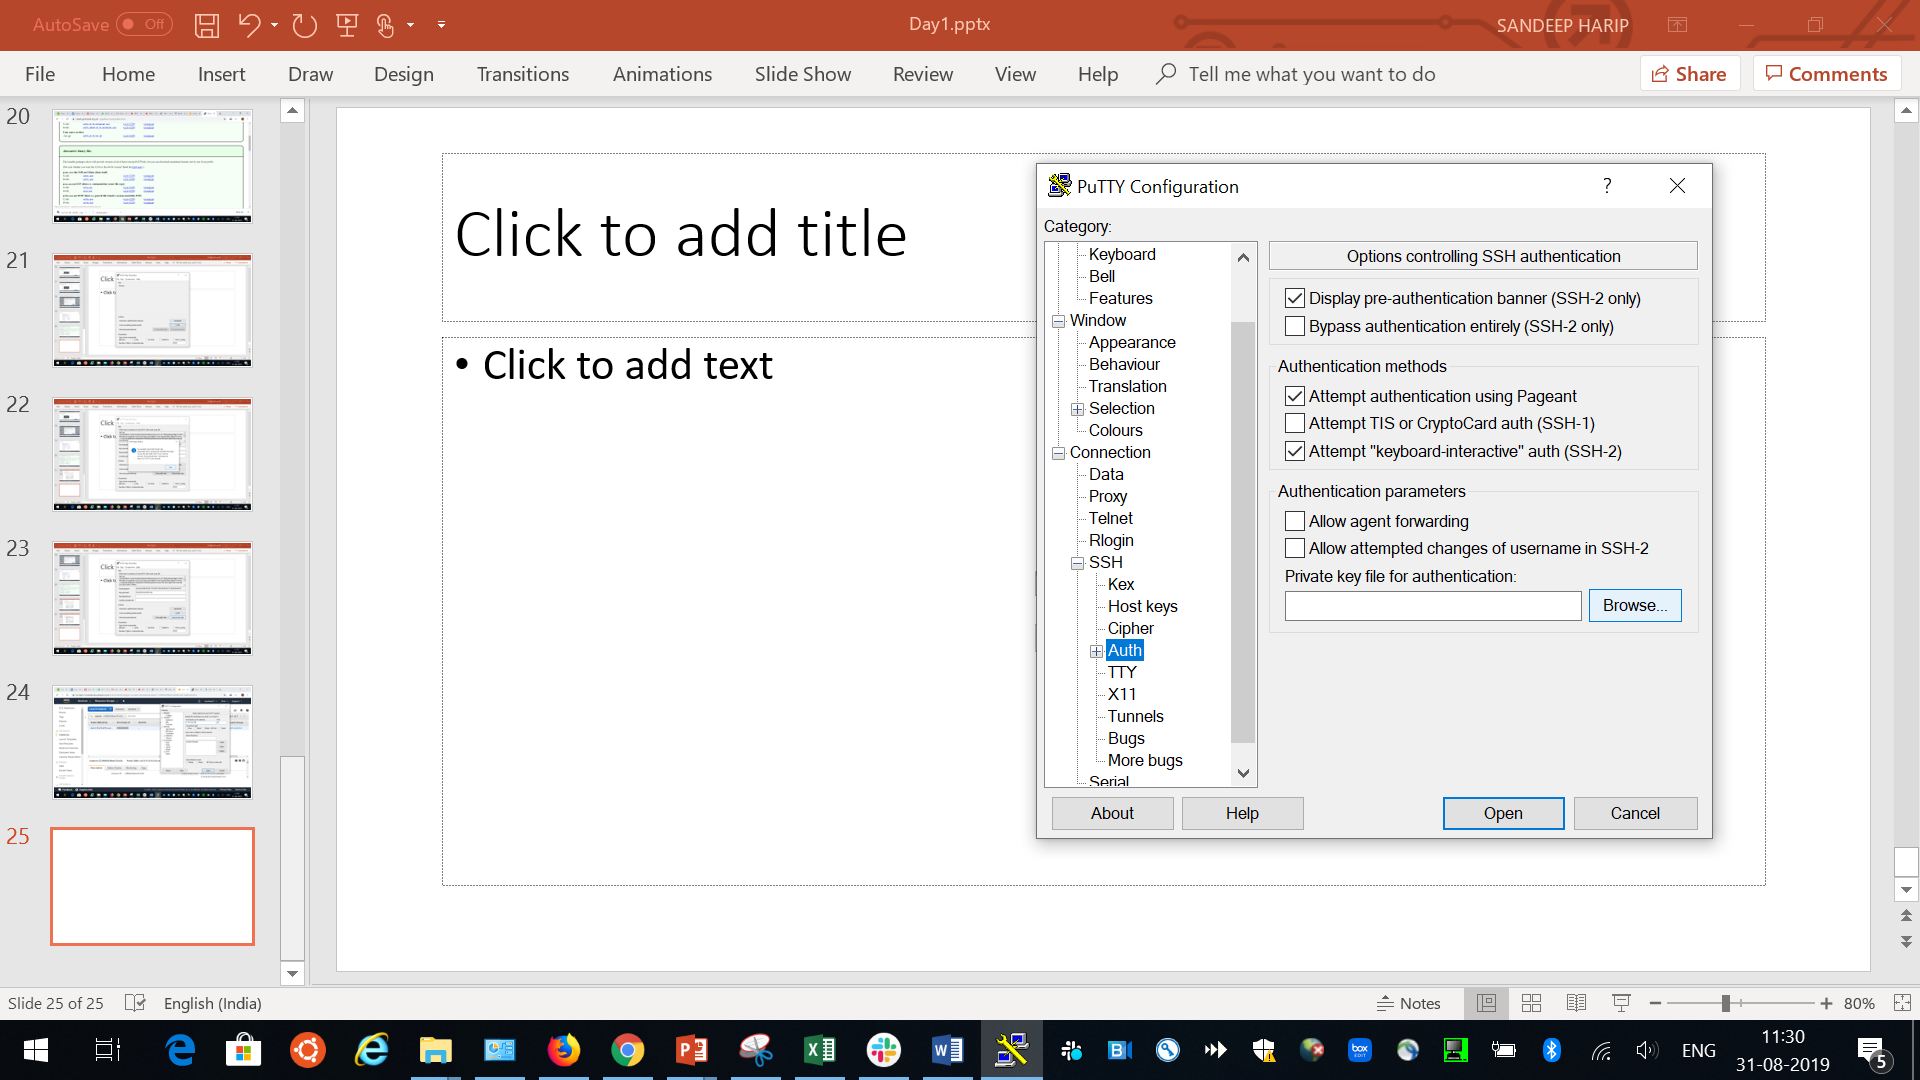 AutoSave Off
Day1.pptx
SANDEEP HARIP
File Home Insert Draw Design Transitions Animations Slide Show Review View Help Tell me what you want to do Share Comments
20
21
22
23
24
25
Click to add title
• Click to add text
PuTTY Configuration ?
Category:
Keyboard
Bell
Features
Window
Appearance
Behaviour
Translation
Selection
Colours
Connection
Data
Proxy
Telnet
Rlogin
SSH
Kex
Host keys
Cipher
Auth
TTY
X11
Tunnels
Bugs
More bugs
Serial
Options controlling SSH authentication
Display pre-authentication banner (SSH-2 only)
Bypass authentication entirely (SSH-2 only)
Authentication methods
Attempt authentication using Pageant
Attempt TIS or CryptoCard auth (SSH-1)
Attempt "keyboard-interactive" auth (SSH-2)
Authentication parameters
Allow agent forwarding
Allow attempted changes of username in SSH-2
Private key file for authentication:
Browse...
About Help Open Cancel
Slide 25 of 25 English (India) Notes 80%
ENG
11:30
31-08-2019
5